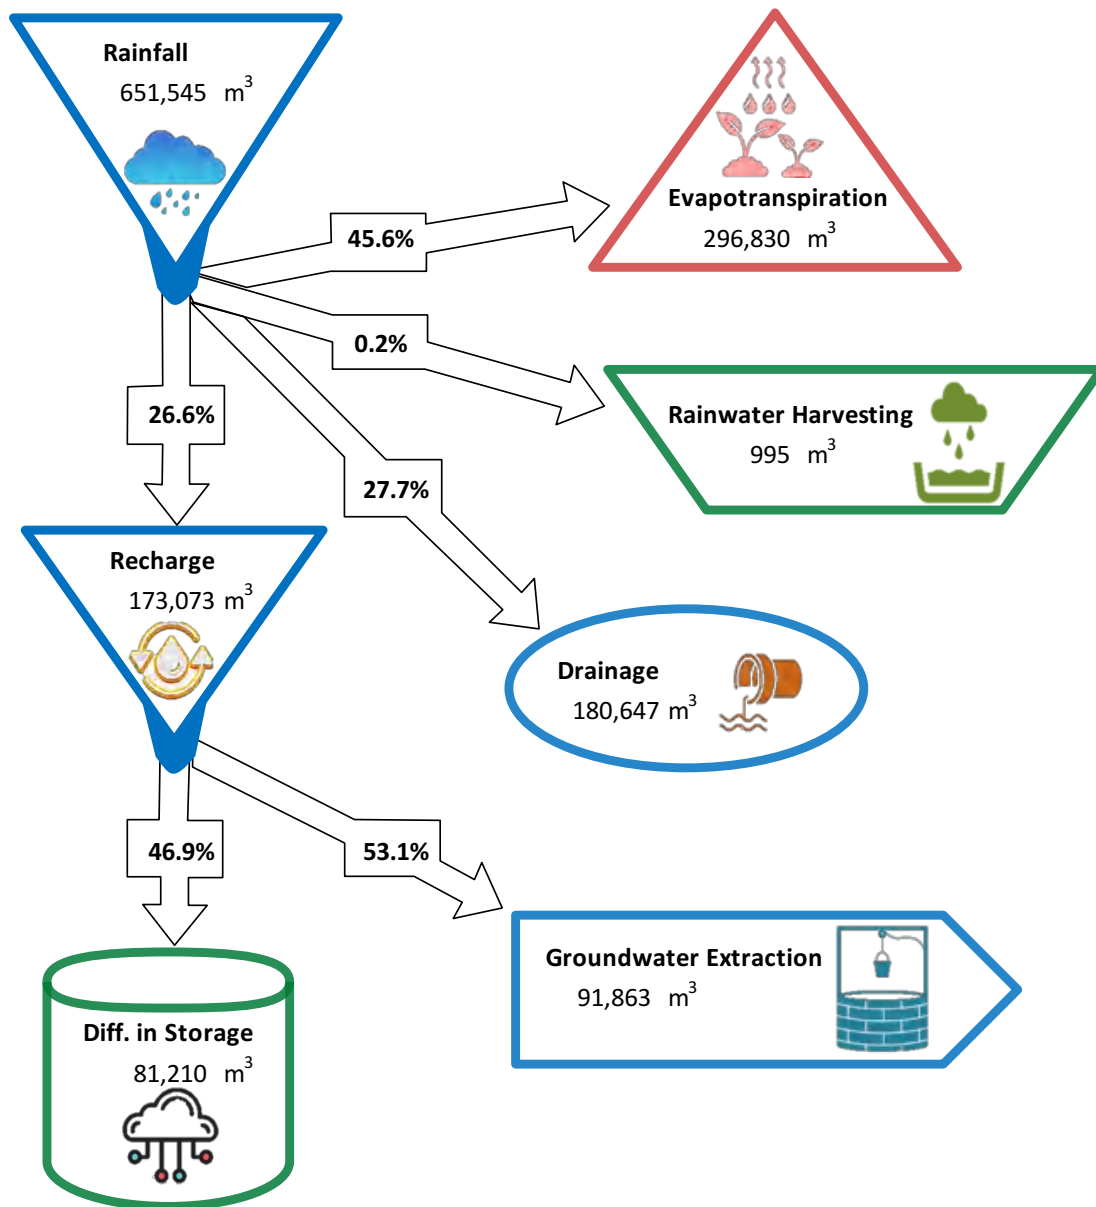 Rainfall
651,545 m³
Evapotranspiration
296,830 m³
45.6%
0.2%
Rainwater Harvesting
995 m³
26.6%
27.7%
Recharge
173,073 m³
Drainage
180,647 m³
46.9%
53.1%
Groundwater Extraction
91,863 m³
Diff. in Storage
81,210 m³